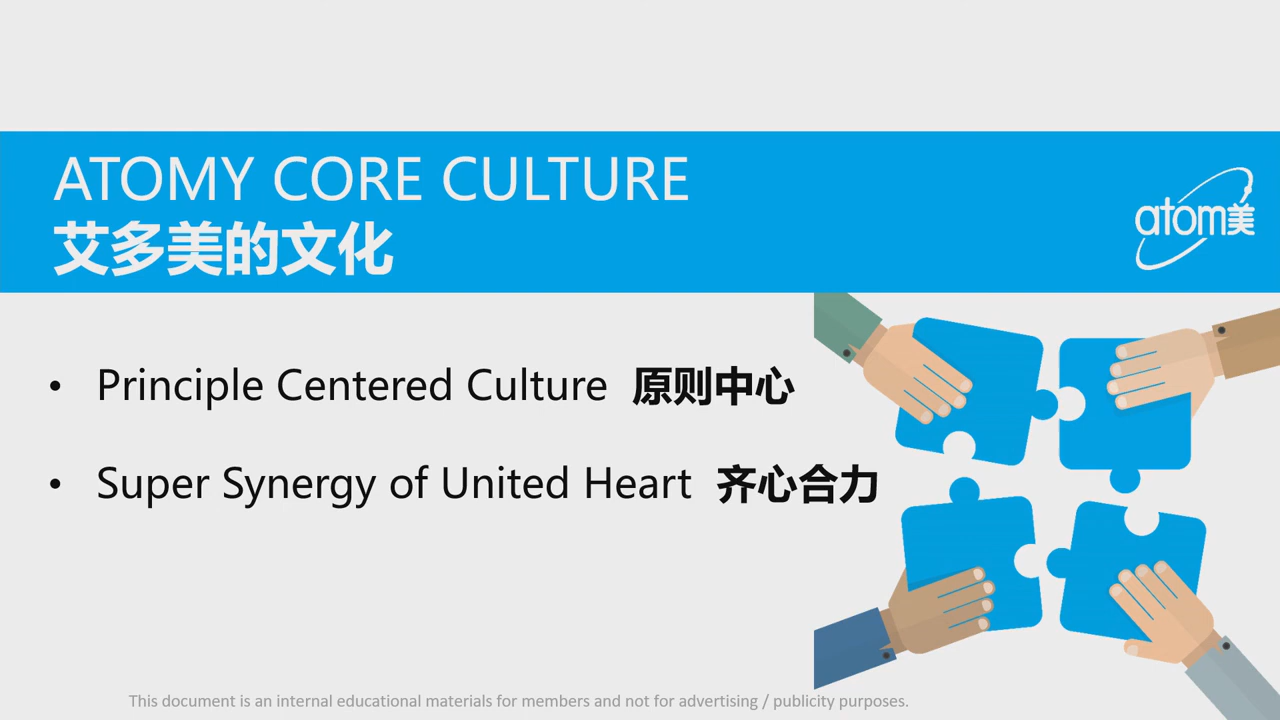 ATOMY CORE CULTURE
艾多美的文化
atom美
• Principle Centered Culture 原则中心
• Super Synergy of United Heart 齐心合力
This document is an internal educational materials for members and not for advertising / publicity purposes.